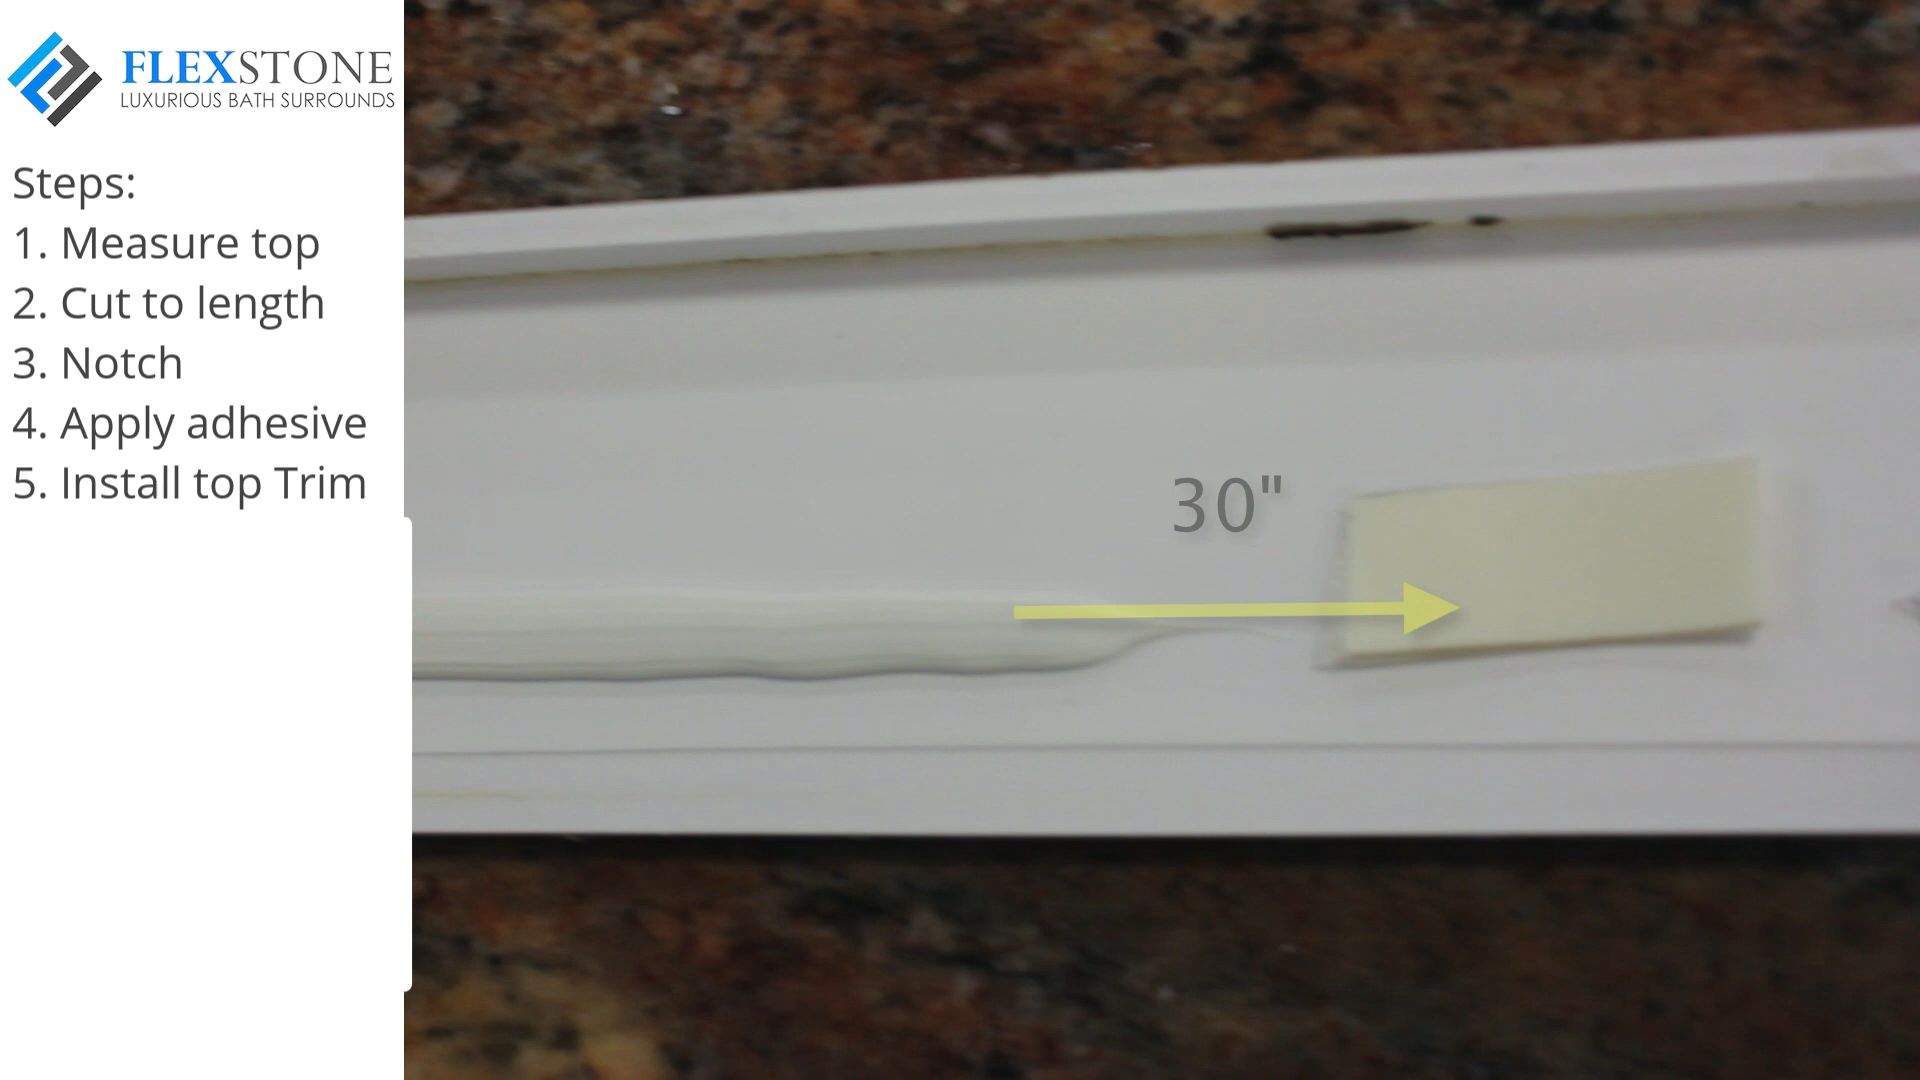 FLEXSTONE
LUXURIOUS BATH SURROUNDS
Steps:
1. Measure top
2. Cut to length
3. Notch
4. Apply adhesive
5. Install top Trim
30"